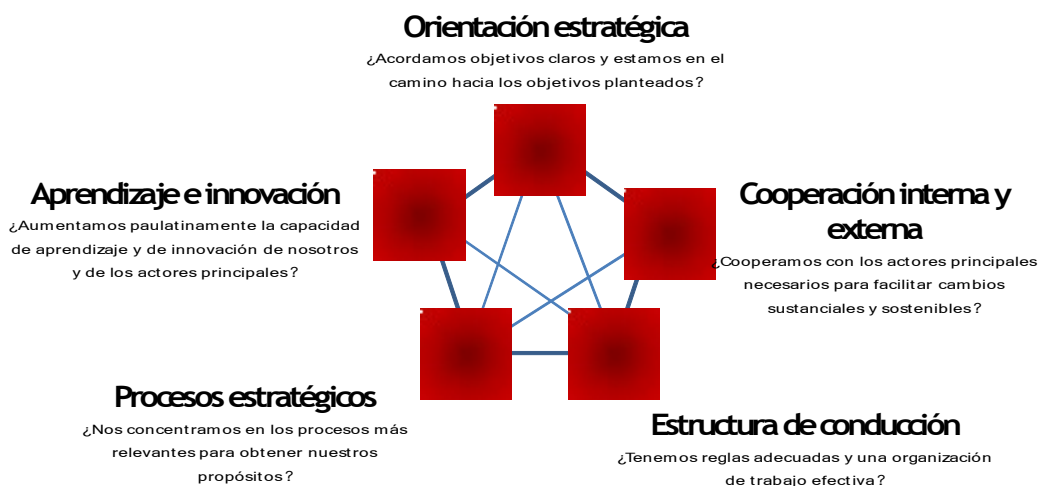 Orientación estratégica
¿Acordamos objetivos claros y estamos en el
camino hacia los objetivos planteados?
Aprendizaje e innovación
¿Aumentamos paulatinamente la capacidad
de aprendizaje y de innovación de nosotros
y de los actores principales?
Cooperación interna y
externa
¿Cooperamos con los actores principales
necesarios para facilitar cambios
sustanciales y sostenibles?
Procesos estratégicos
¿Nos concentramos en los procesos más
relevantes para obtener nuestros
propósitos?
Estructura de conducción
¿Tenemos reglas adecuadas y una organización
de trabajo efectiva?